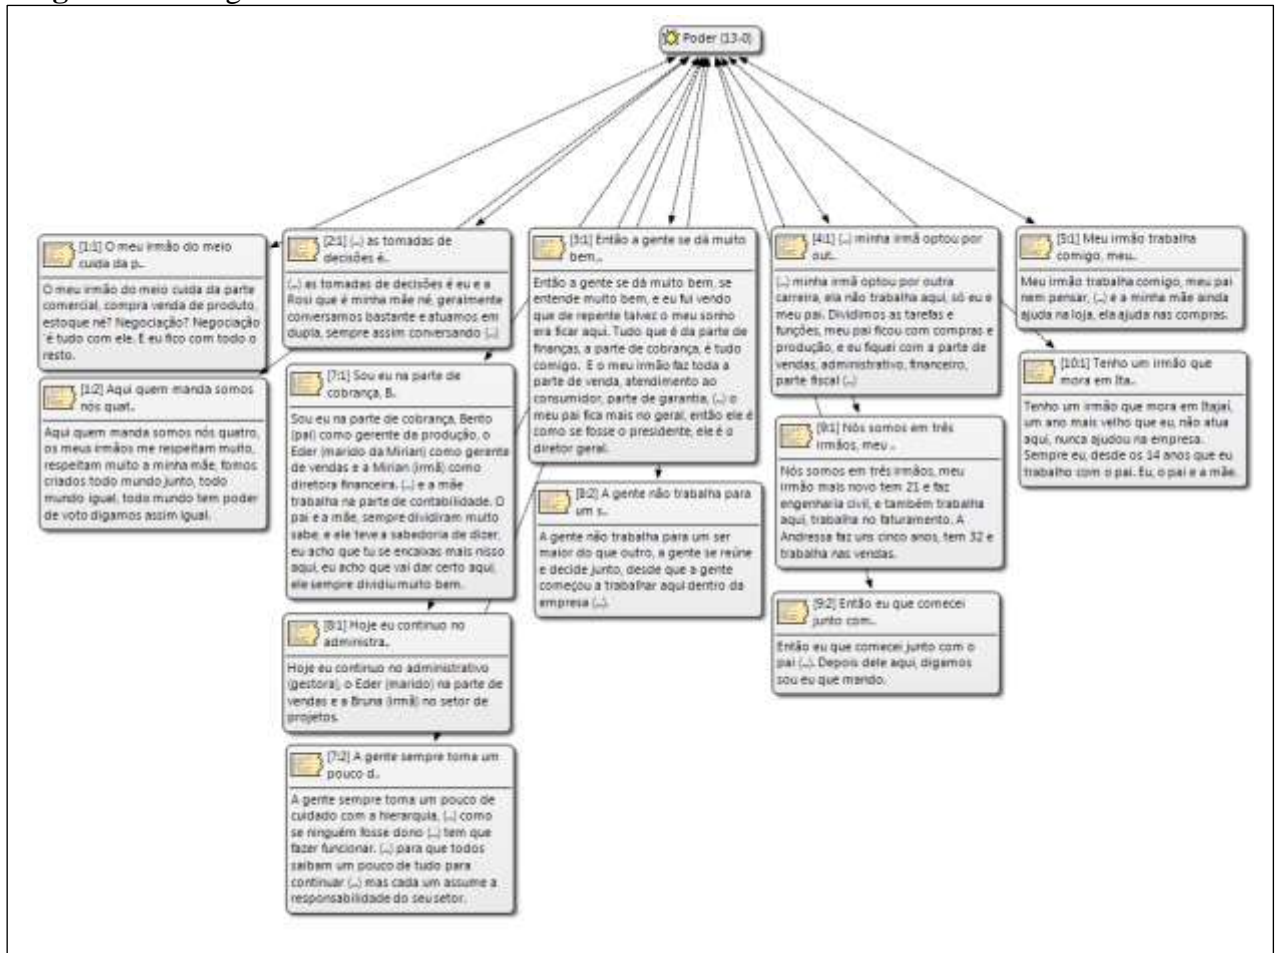 Poder (13-0)
[1:1] O meu irmão do meio
cuida da p..
O meu irmão do meio cuida da parte
comercial, compra venda de produto,
estoque né? Negociação? Negociação
é tudo com ele. E eu fico com todo o
resto.
[1:2] Aqui quem manda somos
nós quat..
Aqui quem manda somos nós quatro,
os meus irmãos me respeitam muito,
respeitam muito a minha mãe, fomos
criados todo mundo junto, todo
mundo igual, todo mundo tem poder
de voto digamos assim igual.
[2:1] (...) as tomadas de
decisões é..
(...) as tomadas de decisões é eu e a
Rosi que é minha mãe né, geralmente
conversamos bastante e atuamos em
dupla, sempre assim conversando (...)
[7:1] Sou eu na parte de
cobrança, B..
Sou eu na parte de cobrança, Bento
(pai) como gerente da produção, o
Eder (marido da Mirian) como gerente
de vendas e a Mirian (irmã) como
diretora financeira, (...) e a mãe
trabalha na parte de contabilidade. O
pai e a mãe, sempre dividiram muito
sabe, e ele teve a sabedoria de dizer,
eu acho que tu se encaixas mais nisso
aqui, eu acho que vai dar certo aqui,
ele sempre dividiu muito bem.
[8:1] Hoje eu continuo no
administra..
Hoje eu continuo no administrativo
(gestora), o Eder (marido) na parte de
vendas e a Bruna (irmã) no setor de
projetos.
[7:2] A gente sempre toma um
pouco d..
A gente sempre toma um pouco de
cuidado com a hierarquia, (...) como
se ninguém fosse dono (...) tem que
fazer funcionar. (...) para que todos
saibam um pouco de tudo para
continuar (...) mas cada um assume a
responsabilidade do seu setor.
[3:1] Então a gente se dá muito
bem...
Então a gente se dá muito bem, se
entende muito bem, e eu fui vendo
que de repente talvez o meu sonho
era ficar aqui. Tudo que é da parte de
finanças, a parte de cobrança, é tudo
comigo. E o meu irmão faz toda a
parte de venda, atendimento ao
consumidor, parte de garantia, (...) o
meu pai fica mais no geral, então ele é
como se fosse o presidente, ele é o
diretor geral.
[8:2] A gente não trabalha para
um s..
A gente não trabalha para um ser
maior do que outro, a gente se reúne
e decide junto, desde que a gente
começou a trabalhar aqui dentro da
empresa (...).
[4:1] (...) minha irmã optou por
out..
(...) minha irmã optou por outra
carreira, ela não trabalha aqui, só eu e
meu pai. Dividimos as tarefas e
funções, meu pai ficou com compras e
produção, e eu fiquei com a parte de
vendas, administrativo, financeiro,
parte fiscal (...)
[9:1] Nós somos em três
irmãos, meu ..
Nós somos em três irmãos, meu
irmão mais novo tem 21 e faz
engenharia civil, e também trabalha
aqui, trabalha no faturamento. A
Andressa faz uns cinco anos, tem 32 e
trabalha nas vendas.
[9:2] Então eu que comecei
junto com..
Então eu que comecei junto com o
pai (...). Depois dele aqui, digamos
sou eu que mando.
[5:1] Meu irmão trabalha
comigo, meu..
Meu irmão trabalha comigo, meu pai
nem pensar, (...) e a minha mãe ainda
ajuda na loja, ela ajuda nas compras.
[10:1] Tenho um irmão que
mora em Ita..
Tenho um irmão que mora em Itajaí,
um ano mais velho que eu, não atua
aqui, nunca ajudou na empresa.
Sempre eu, desde os 14 anos que eu
trabalho com o pai. Eu, o pai e a mãe.